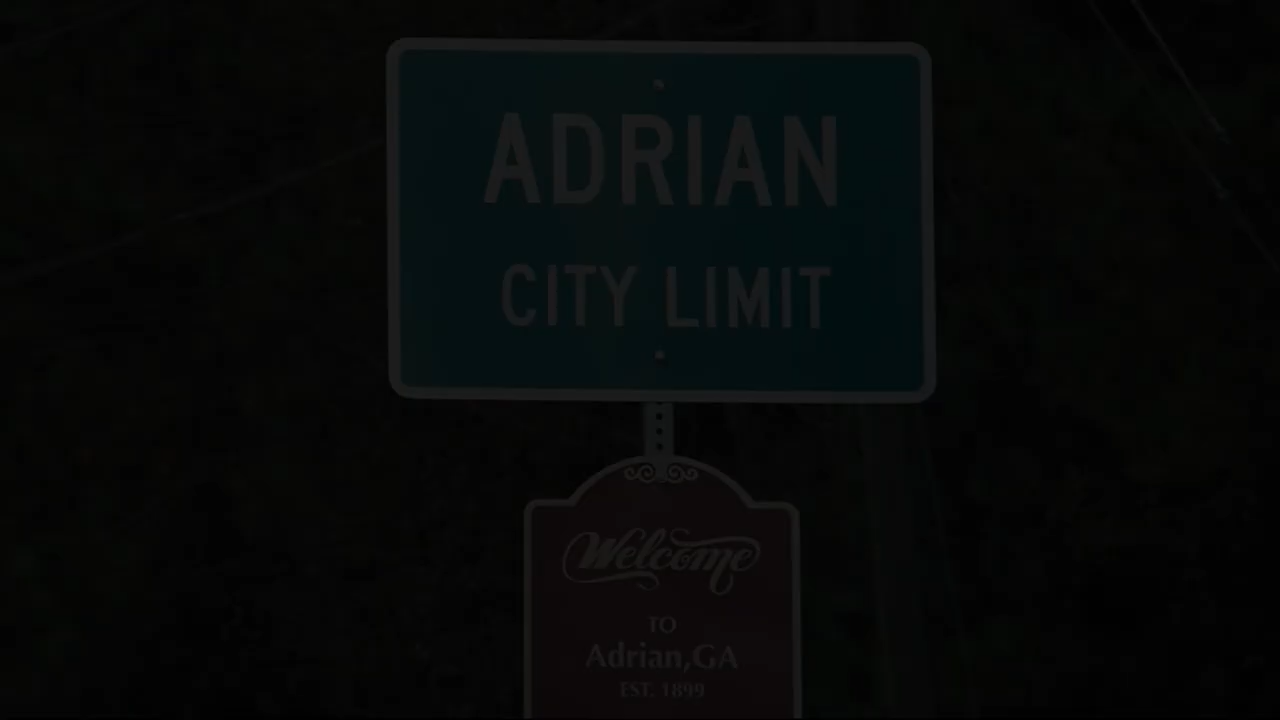 ADRIAN
CITY LIMIT
Welcome
TO
Adrian,GA
EST. 1899